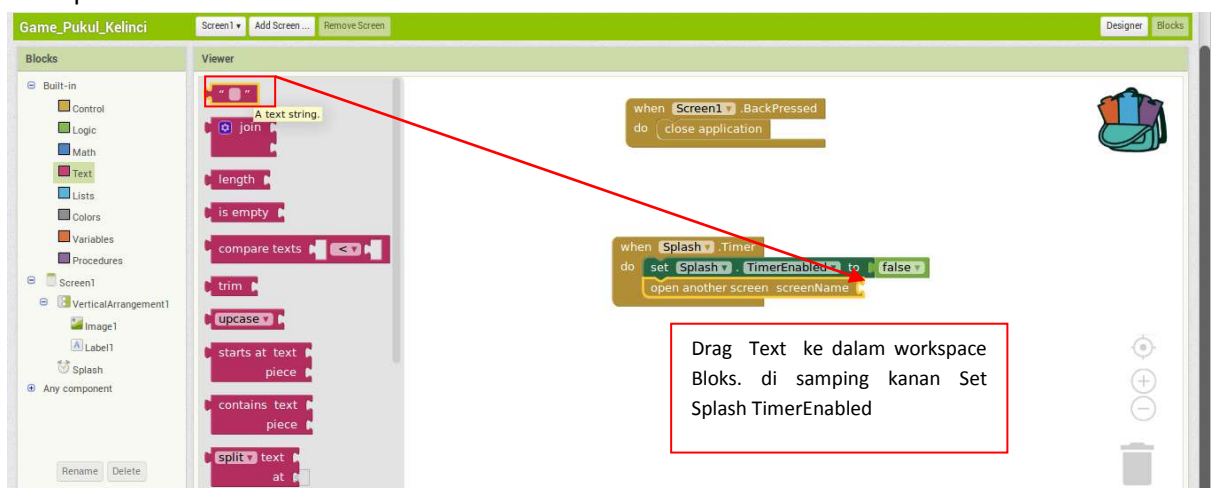 Game_Pukul_Kelinci
Screen1 Add Screen ... Remove Screen
Designer Blocks
Blocks
Viewer
Built-in
Control
Logic
Math
Text
Lists
Colors
Variables
Procedures
Screen1
VerticalArrangement1
Image1
Label1
Splash
Any component
Rename Delete
" "
A text string.
join
length
is empty
compare texts <
trim
upcase
starts at text
piece
contains text
piece
split text
at
when Screen1 .BackPressed
do close application
when Splash .Timer
do set Splash . TimerEnabled to false
open another screen screenName
Drag Text ke dalam workspace
Bloks. di samping kanan Set
Splash TimerEnabled